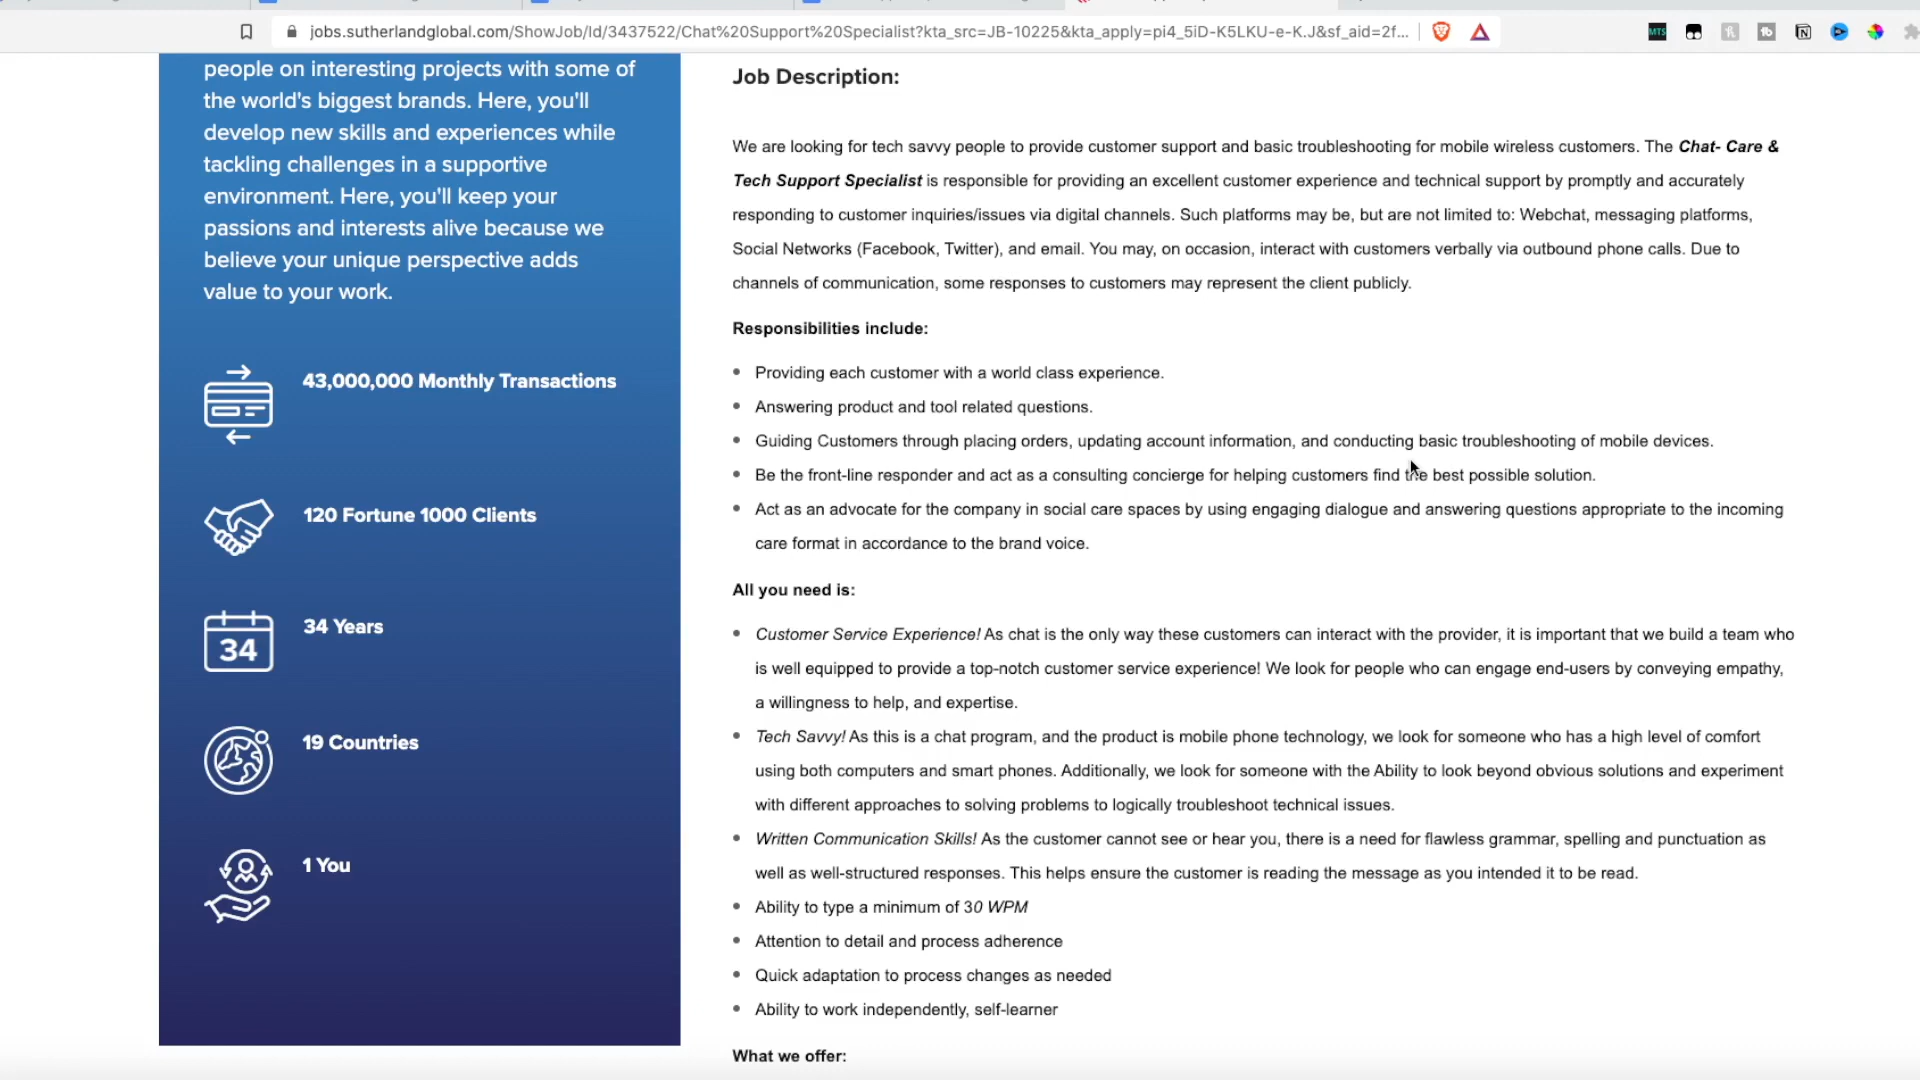 jobs.sutherlandglobal.com/ShowJob/Id/3437522/Chat%20Support%20Specialist?kta_src=JB-10225&kta_apply=pi4_5iD-K5LKU-e-K.J&sf_aid=2f...
MTS
people on interesting projects with some of
the world's biggest brands. Here, you'll
develop new skills and experiences while
tackling challenges in a supportive
environment. Here, you'll keep your
passions and interests alive because we
believe your unique perspective adds
value to your work.
43,000,000 Monthly Transactions
120 Fortune 1000 Clients
34
34 Years
19 Countries
1 You
Job Description:
We are looking for tech savvy people to provide customer support and basic troubleshooting for mobile wireless customers. The Chat- Care &
Tech Support Specialist is responsible for providing an excellent customer experience and technical support by promptly and accurately
responding to customer inquiries/issues via digital channels. Such platforms may be, but are not limited to: Webchat, messaging platforms,
Social Networks (Facebook, Twitter), and email. You may, on occasion, interact with customers verbally via outbound phone calls. Due to
channels of communication, some responses to customers may represent the client publicly.
Responsibilities include:
Providing each customer with a world class experience.
Answering product and tool related questions.
Guiding Customers through placing orders, updating account information, and conducting basic troubleshooting of mobile devices.
Be the front-line responder and act as a consulting concierge for helping customers find the best possible solution.
Act as an advocate for the company in social care spaces by using engaging dialogue and answering questions appropriate to the incoming
care format in accordance to the brand voice.
All you need is:
Customer Service Experience! As chat is the only way these customers can interact with the provider, it is important that we build a team who
is well equipped to provide a top-notch customer service experience! We look for people who can engage end-users by conveying empathy,
a willingness to help, and expertise.
Tech Savvy! As this is a chat program, and the product is mobile phone technology, we look for someone who has a high level of comfort
using both computers and smart phones. Additionally, we look for someone with the Ability to look beyond obvious solutions and experiment
with different approaches to solving problems to logically troubleshoot technical issues.
Written Communication Skills! As the customer cannot see or hear you, there is a need for flawless grammar, spelling and punctuation as
well as well-structured responses. This helps ensure the customer is reading the message as you intended it to be read.
Ability to type a minimum of 30 WPM
Attention to detail and process adherence
Quick adaptation to process changes as needed
Ability to work independently, self-learner
What we offer: